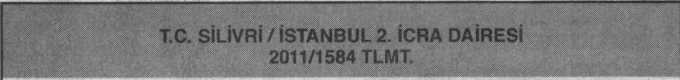 T.C. SİLİVRİ / İSTANBUL 2. İCRA DAİRESİ
2011/1584 TLMT.